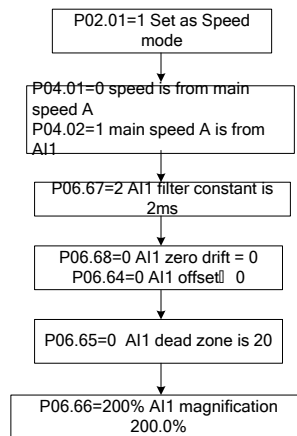 P02.01=1 Set as Speed
mode
P04.01=0 speed is from main
speed A
P04.02=1 main speed A is from
AI1
P06.67=2 AI1 filter constant is
2ms
P06.68=0 AI1 zero drift = 0
P06.64=0 AI1 offset▯ 0
P06.65=0 AI1 dead zone is 20
P06.66=200% AI1 magnification
200.0%